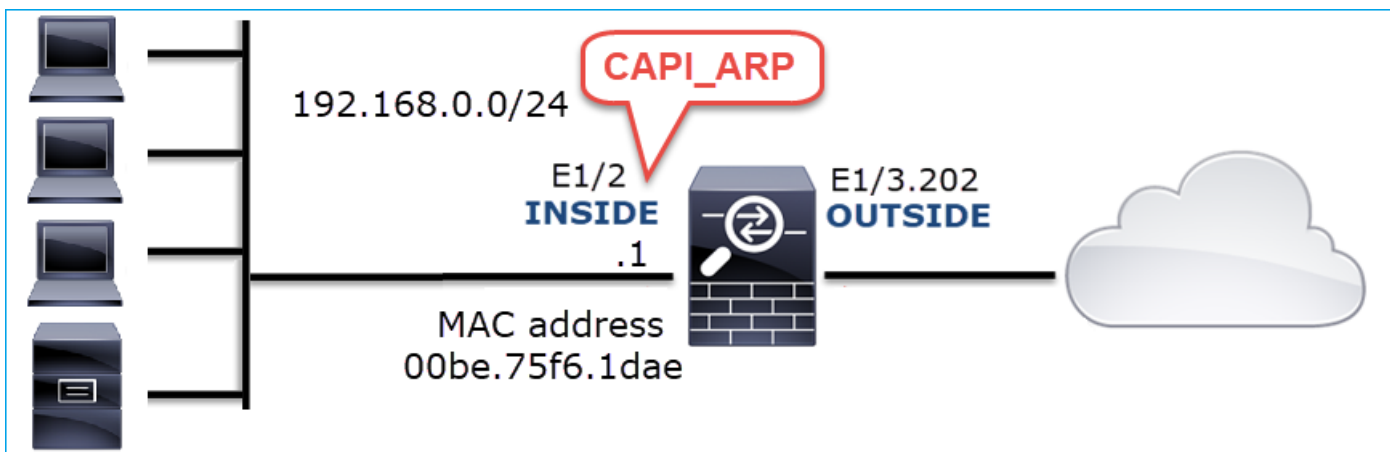 CAPI_ARP
192.168.0.0/24
E1/2
INSIDE
.1
E1/3.202
OUTSIDE
MAC address
00be.75f6.1dae